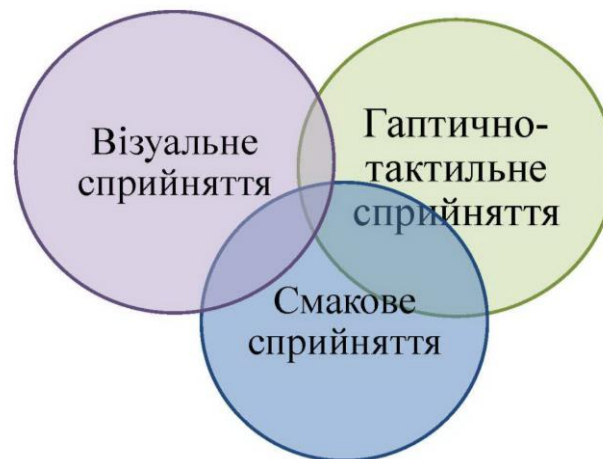 Візуальне
сприйняття
Гаптично-
тактильне
сприйняття
Смакове
сприйняття